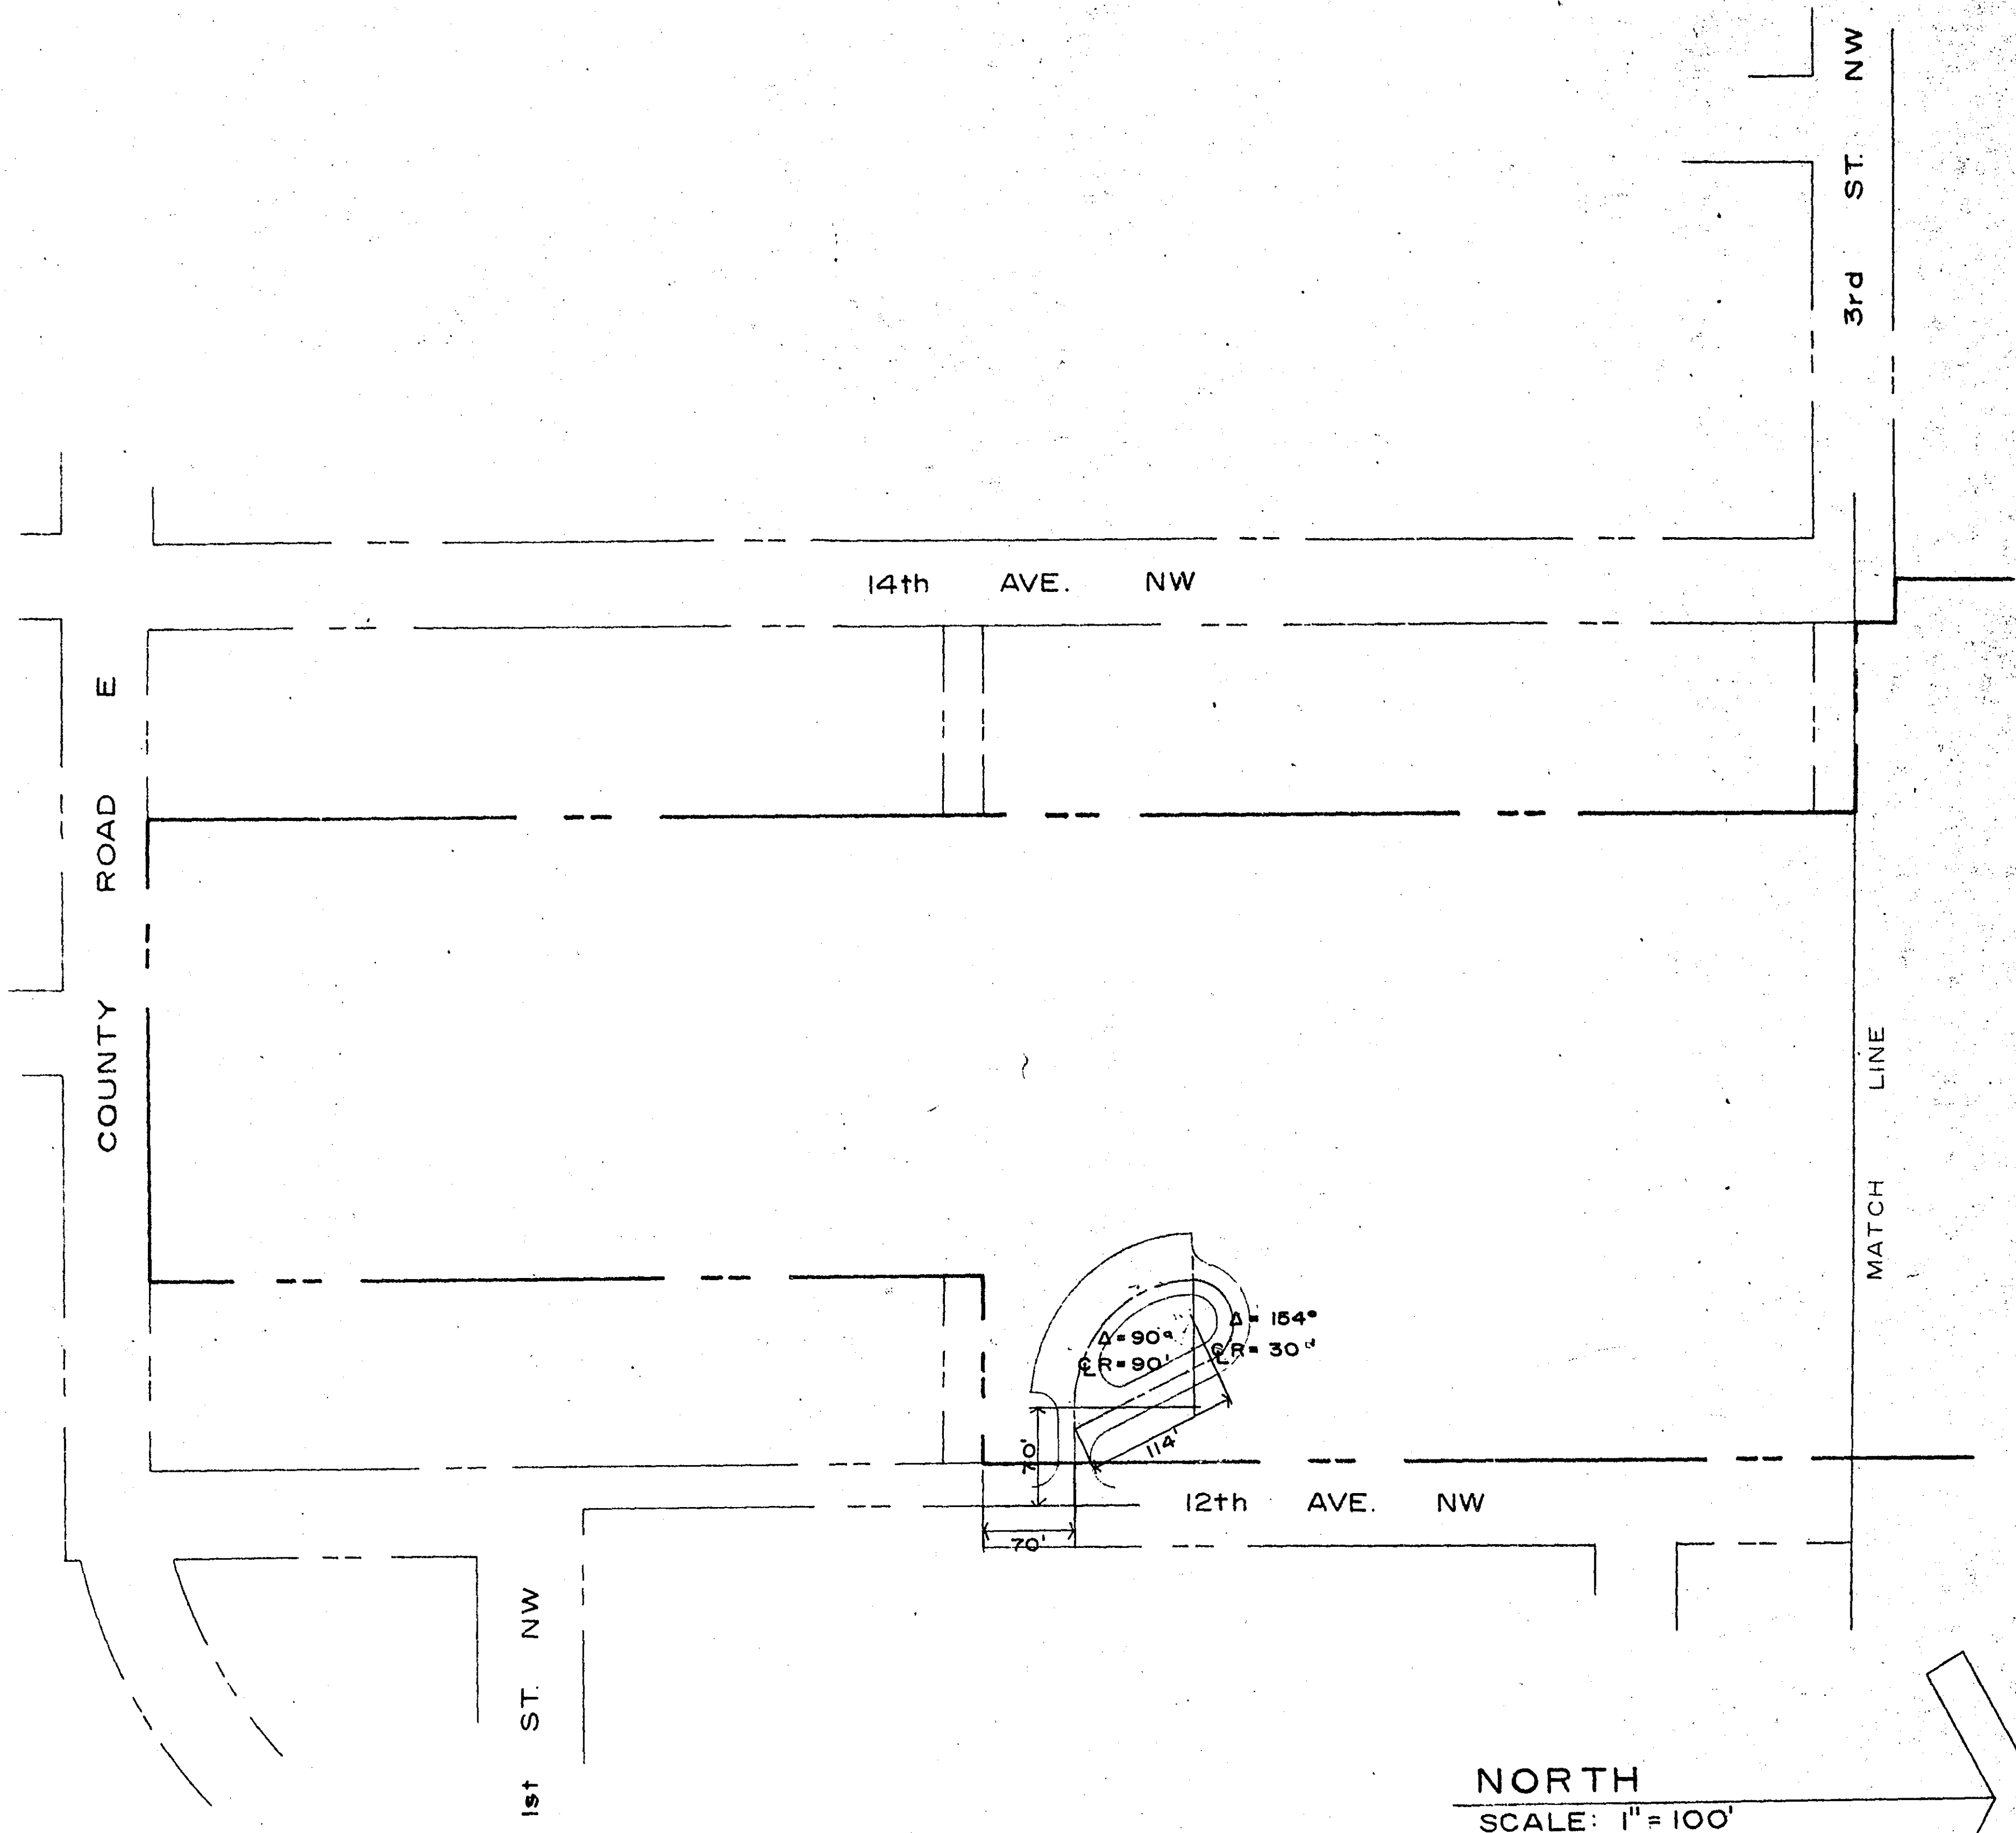 3rd ST. NW
14th AVE. NW
COUNTY ROAD E
MATCH LINE
Δ = 154°
Δ = 90°
℄ R = 90'
℄ R = 30'
114'
70'
12th AVE. NW
70'
1st ST. NW
NORTH
SCALE: 1" = 100'